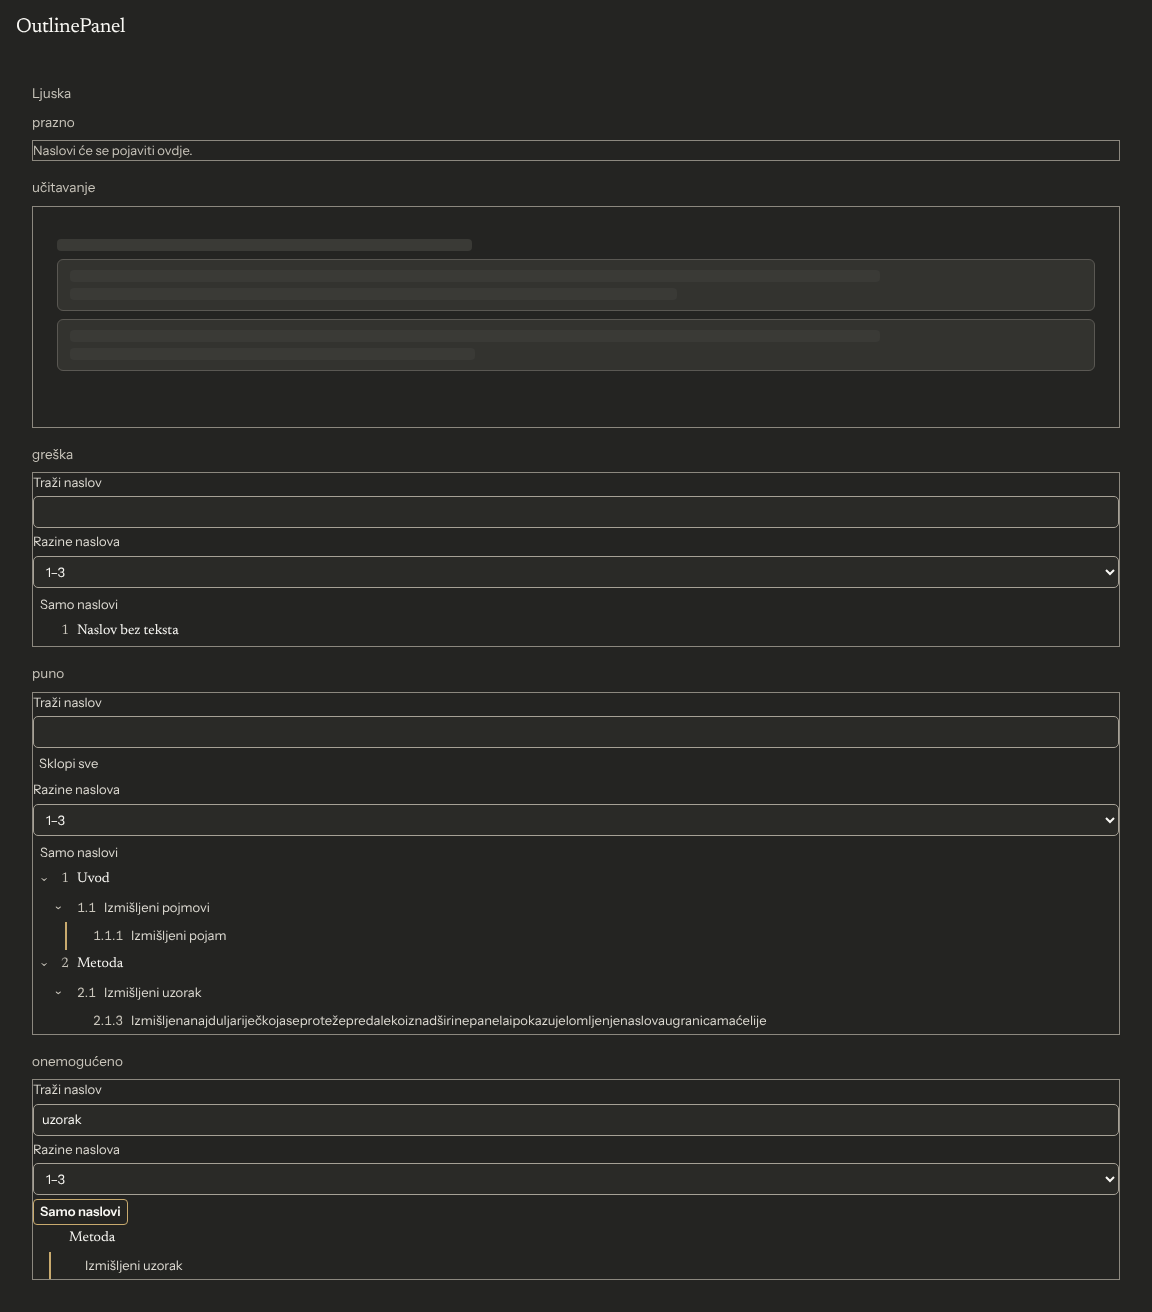 OutlinePanel
Ljuska
prazno
Naslovi će se pojaviti ovdje.
učitavanje
greška
Traži naslov
Razine naslova
1–3
Samo naslovi
1 Naslov bez teksta
puno
Traži naslov
Sklopi sve
Razine naslova
1–3
Samo naslovi
1 Uvod
1.1 Izmišljeni pojmovi
1.1.1 Izmišljeni pojam
2 Metoda
2.1 Izmišljeni uzorak
2.1.3 Izmišljenanajduljariječkojaseprotežepredalekoiznadširinepanelaipokazujelomljenjenaslovaugranicamaćelije
onemogućeno
Traži naslov
uzorak
Razine naslova
1–3
Samo naslovi
Metoda
Izmišljeni uzorak